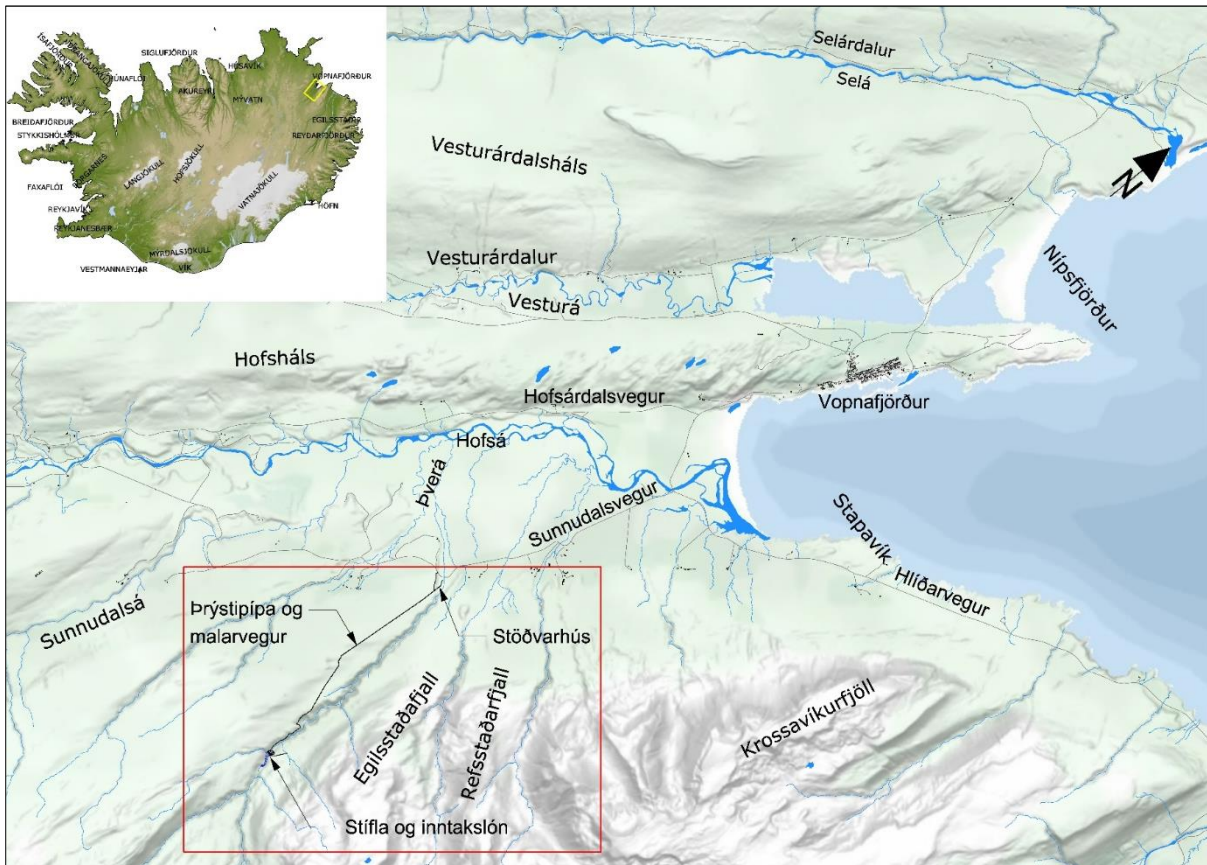 SIGLUFJÖRÐUR
HÚSAVÍK
VOPNAFJÖRÐUR
AKUREYRI
MÝVATN
EGILSSTAÐIR
REYÐARFJÖRÐUR
BREIÐAFJÖRÐUR
STYKKISHÓLMUR
LANGJÖKULL
HOFSJÖKULL
VATNAJÖKULL
FAXAFLÓI
REYKJAVÍK
REYKJANESBÆR
HÖFN
MÝRDALSJÖKULL
VESTMANNAEYJAR
VÍK
Selárdalur
Selá
N
Vesturárdalsháls
Nípsfjörður
Vesturárdalur
Vesturá
Hofsháls
Hofsárdalsvegur
Vopnafjörður
Hofsá
Þverá
Sunnudalsvegur
Stapavík
Hlíðarvegur
Sunnudalsá
Þrýstipípa og
malarvegur
Stöðvarhús
Egilsstaðafjall
Refsstaðarfjall
Krossavíkurfjöll
Stífla og inntakslón